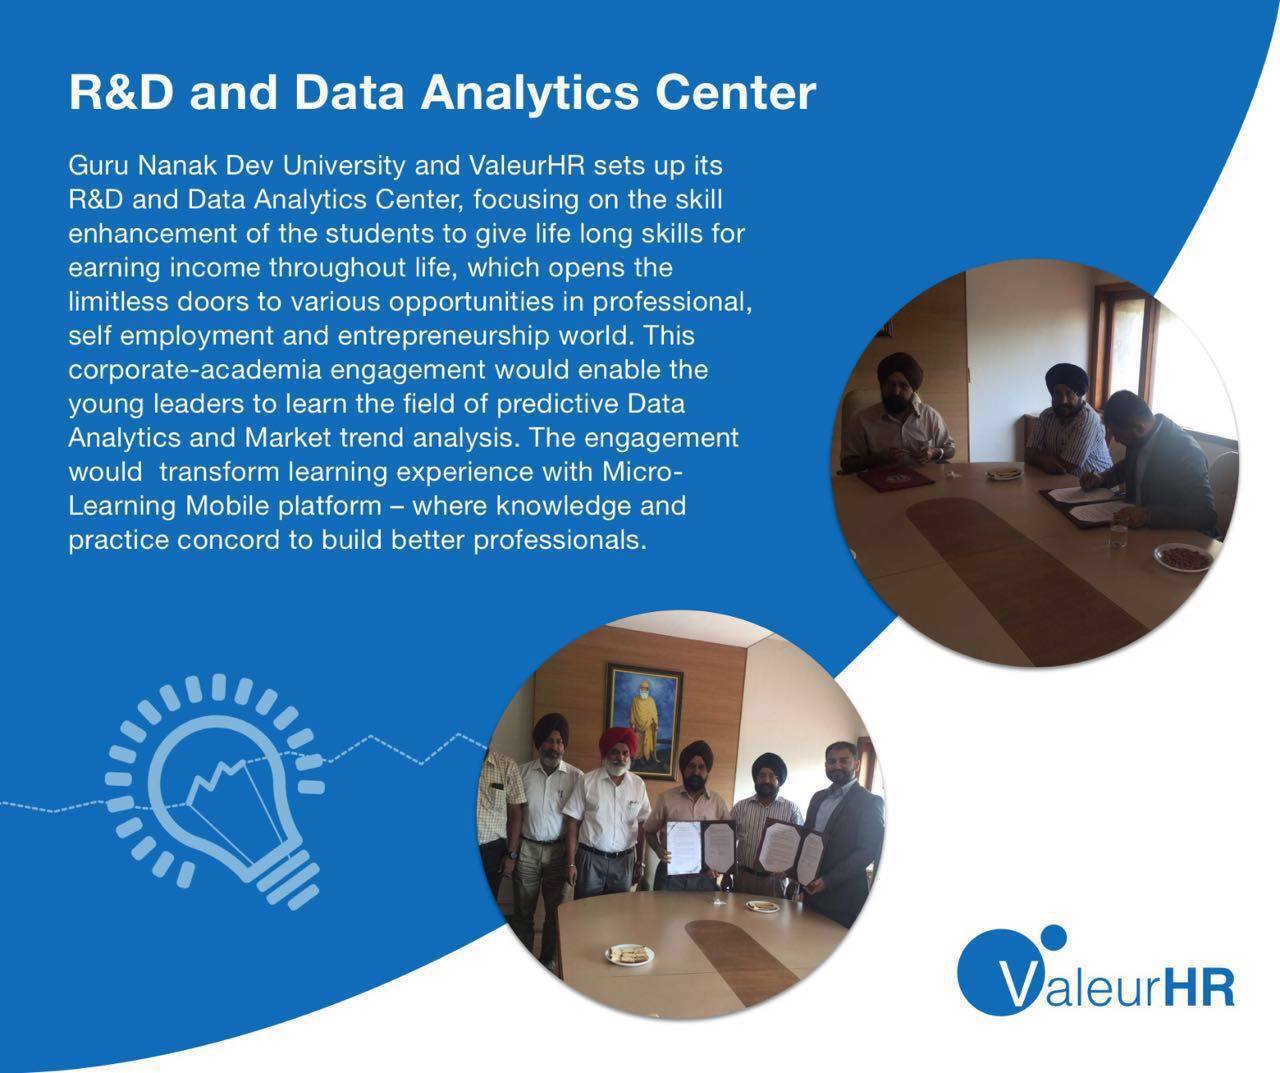 R&D and Data Analytics Center
Guru Nanak Dev University and ValeurHR sets up its
R&D and Data Analytics Center, focusing on the skill
enhancement of the students to give life long skills for
earning income throughout life, which opens the
limitless doors to various opportunities in professional,
self employment and entrepreneurship world. This
corporate-academia engagement would enable the
young leaders to learn the field of predictive Data
Analytics and Market trend analysis. The engagement
would  transform learning experience with Micro-
Learning Mobile platform – where knowledge and
practice concord to build better professionals.
ValeurHR